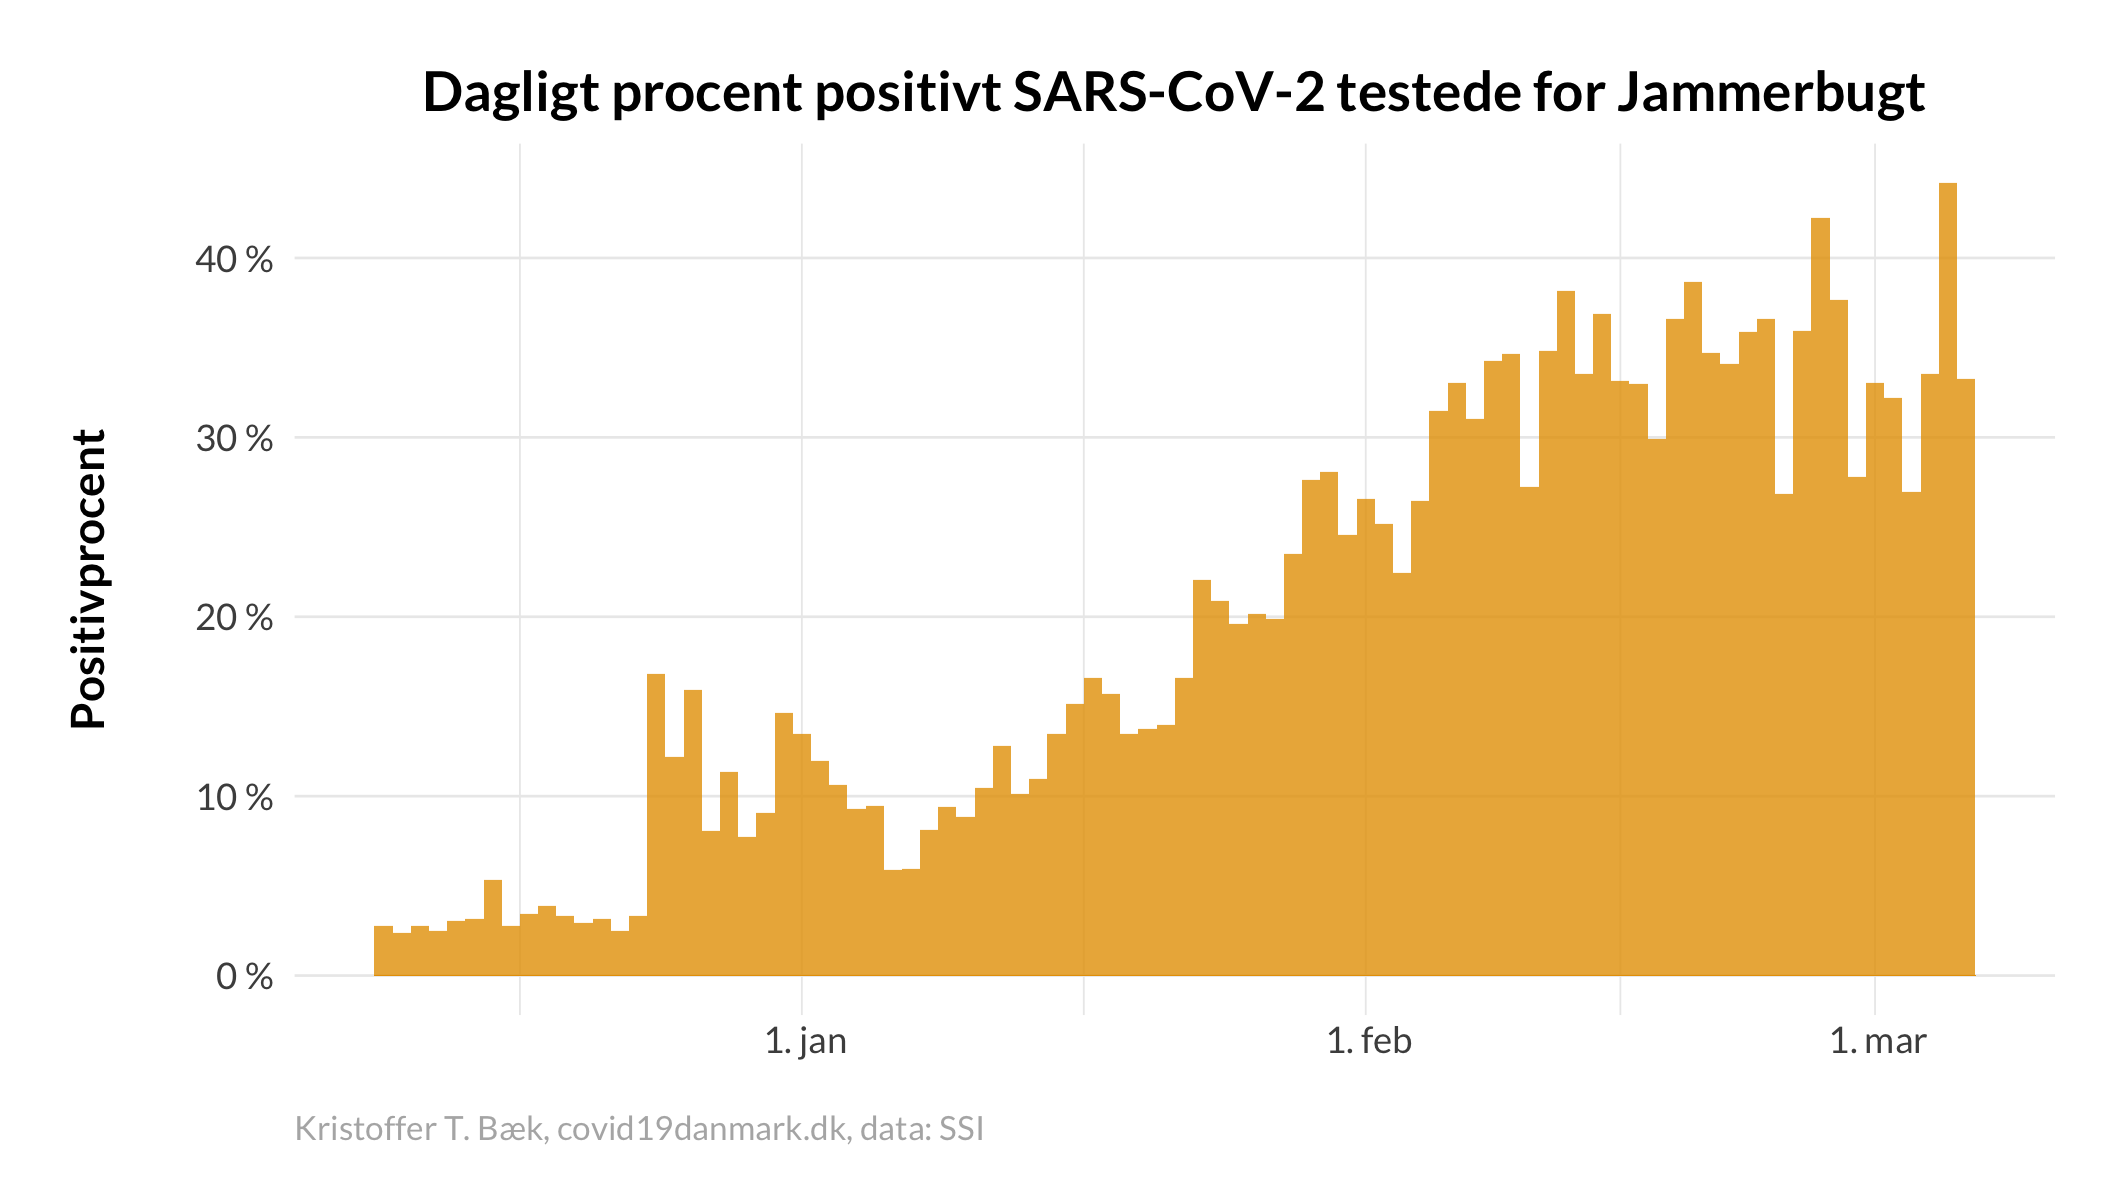 Dagligt procent positivt SARS-CoV-2 testede for Jammerbugt
Positivprocent
40 %
30 %
20 %
10 %
0 %
1. jan
1. feb
1. mar
Kristoffer T. Bæk, covid19danmark.dk, data: SSI